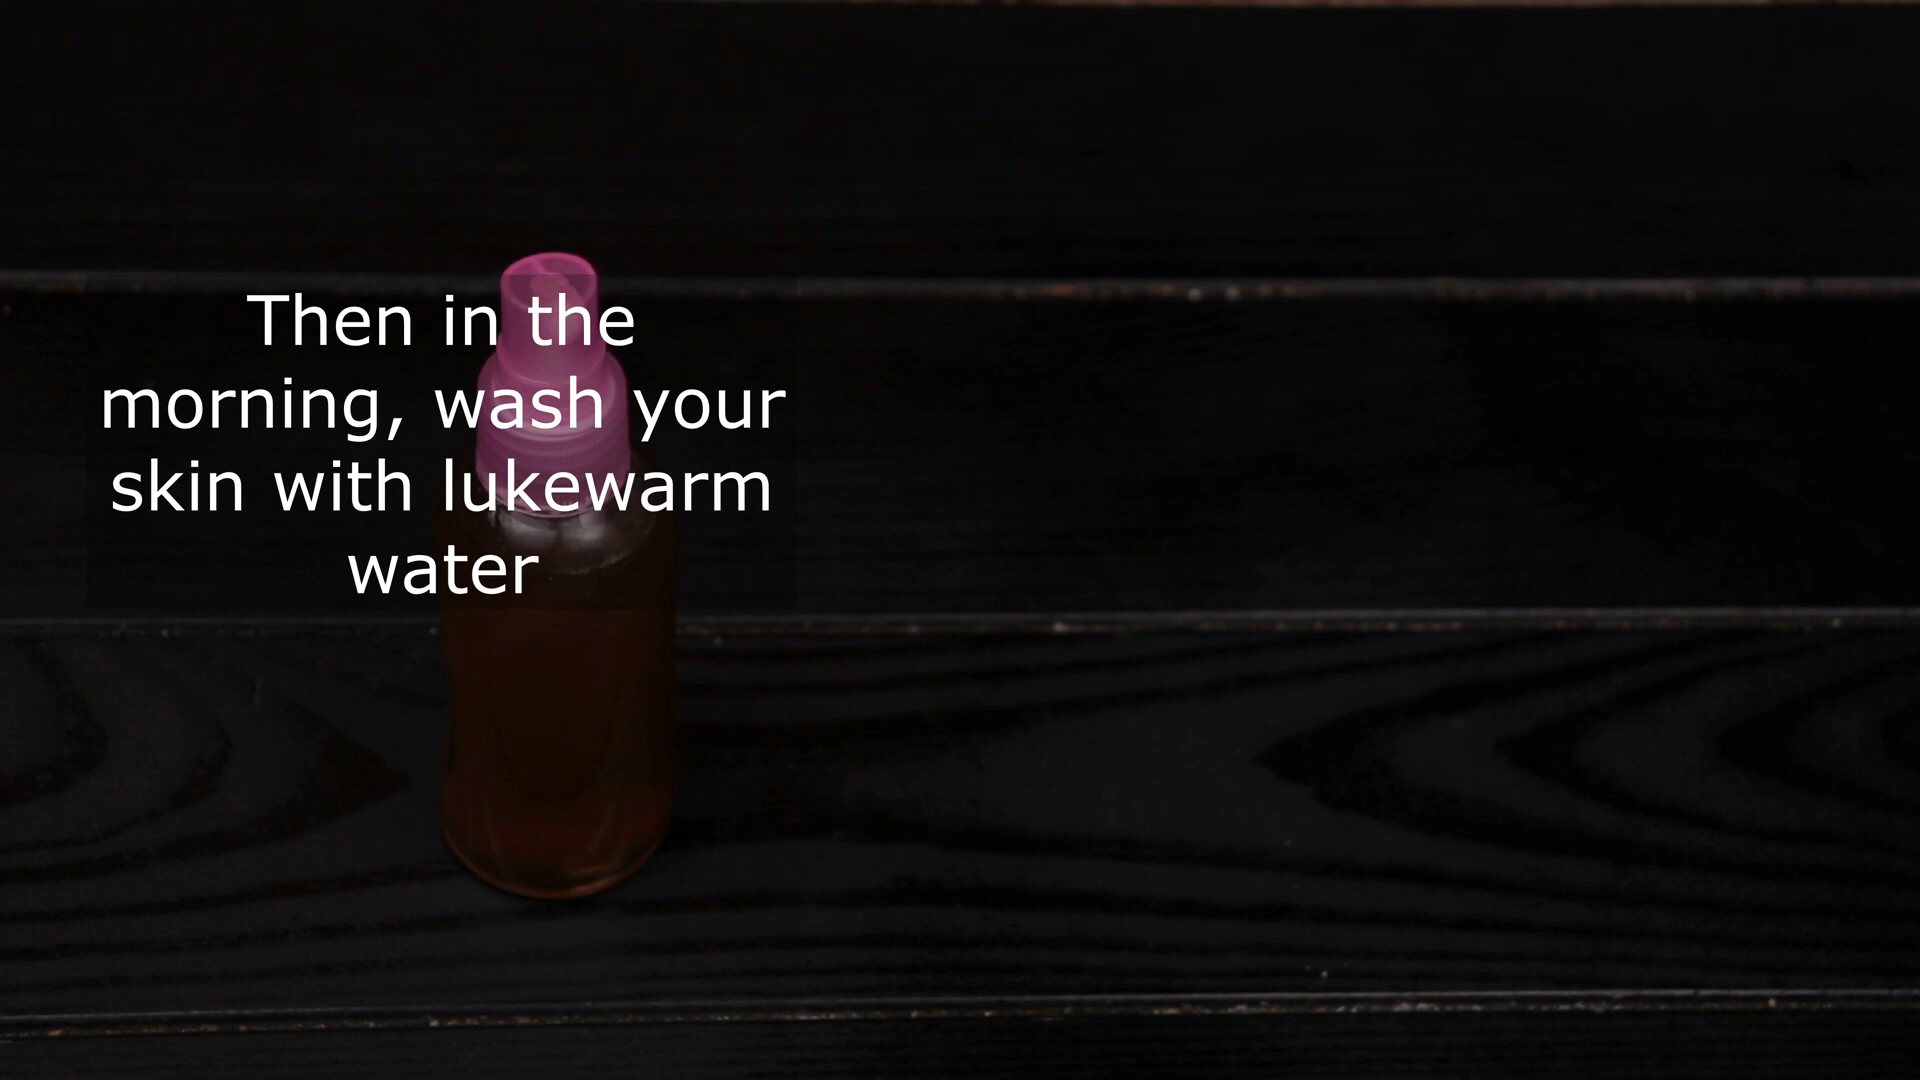 Then in the
morning, wash your
skin with lukewarm
water